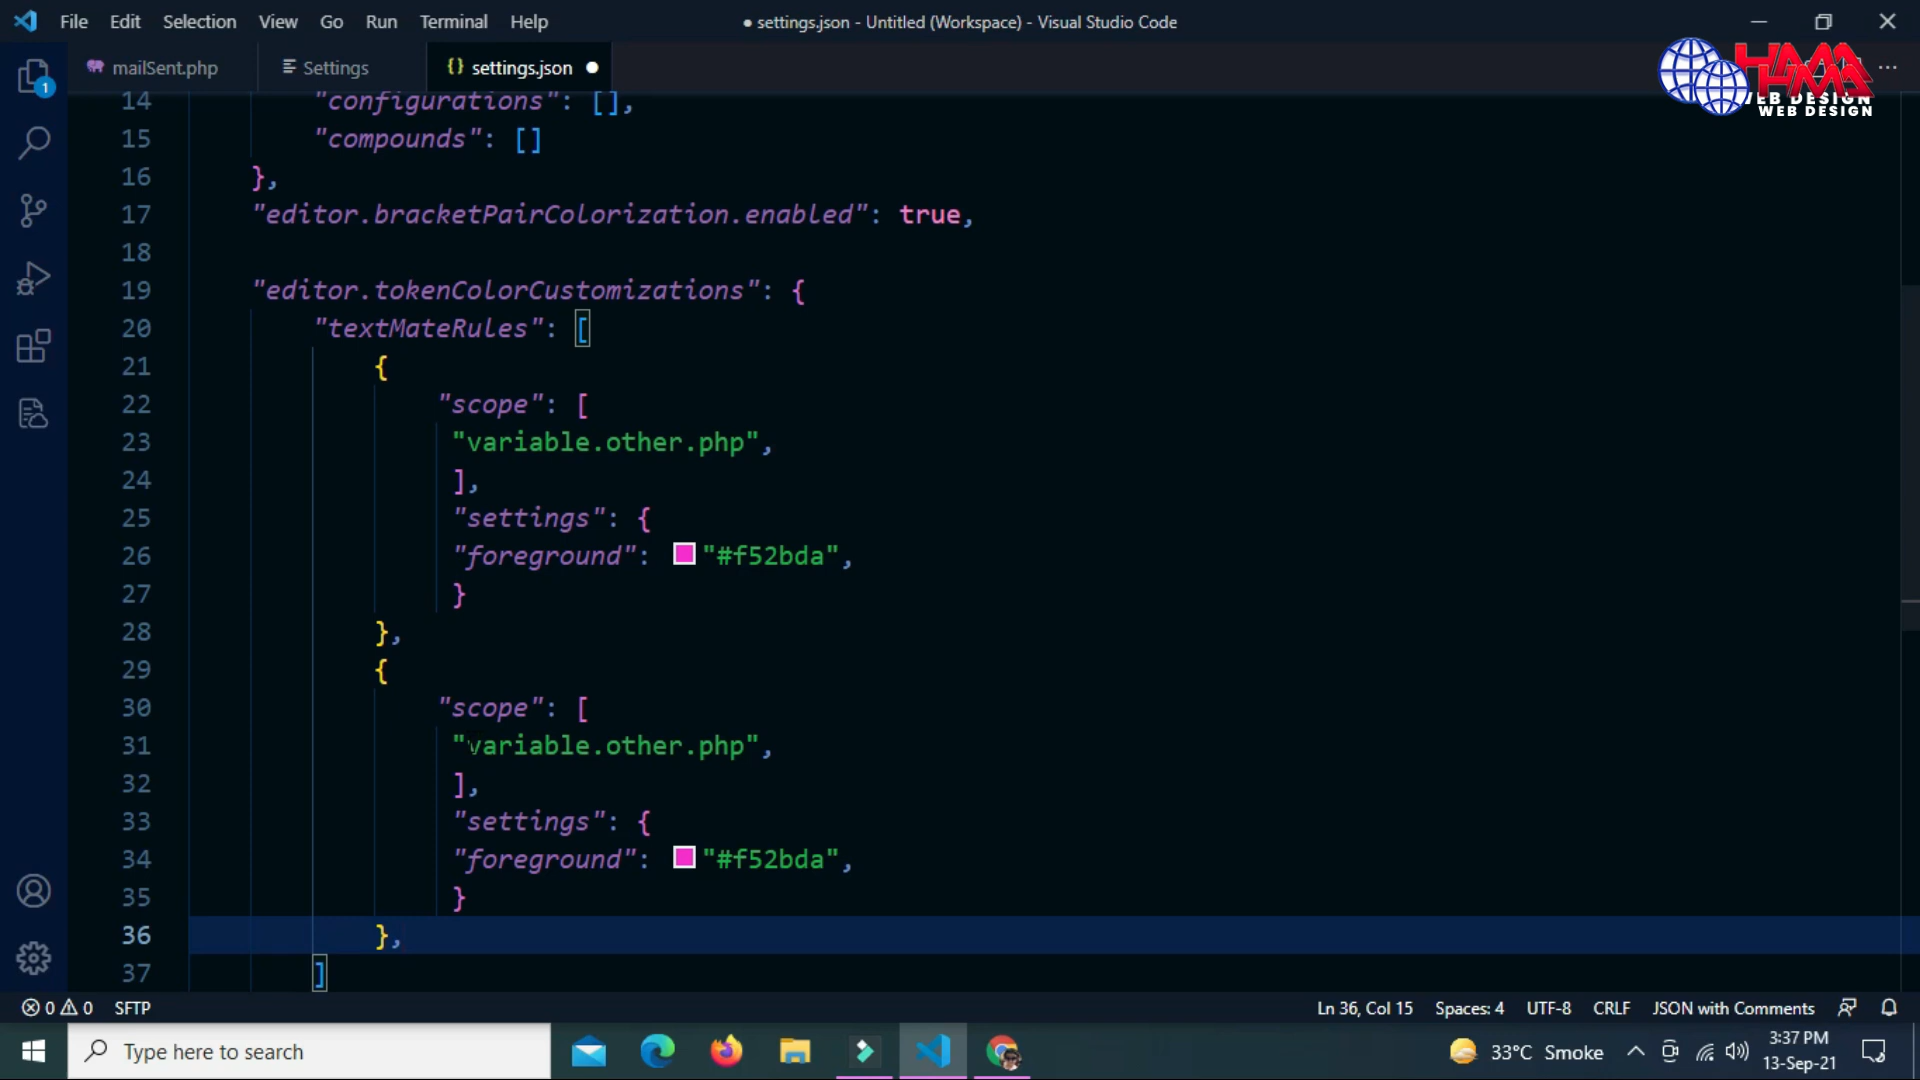 File Edit Selection View Go Run Terminal Help
● settings.json - Untitled (Workspace) - Visual Studio Code
mailSent.php
Settings
{} settings.json ●
HAMM
WEB DESIGN
WEB DESIGN
1
14 "configurations": [],
15 "compounds": []
16 },
17 "editor.bracketPairColorization.enabled": true,
18
19 "editor.tokenColorCustomizations": {
20 "textMateRules": [
21 {
22 "scope": [
23 "variable.other.php",
24 ],
25 "settings": {
26 "foreground": "#f52bda",
27 }
28 },
29 {
30 "scope": [
31 "variable.other.php",
32 ],
33 "settings": {
34 "foreground": "#f52bda",
35 }
36 },
37 ]
0 0 SFTP
Ln 36, Col 15 Spaces: 4 UTF-8 CRLF JSON with Comments
Type here to search
33°C Smoke
3:37 PM
13-Sep-21